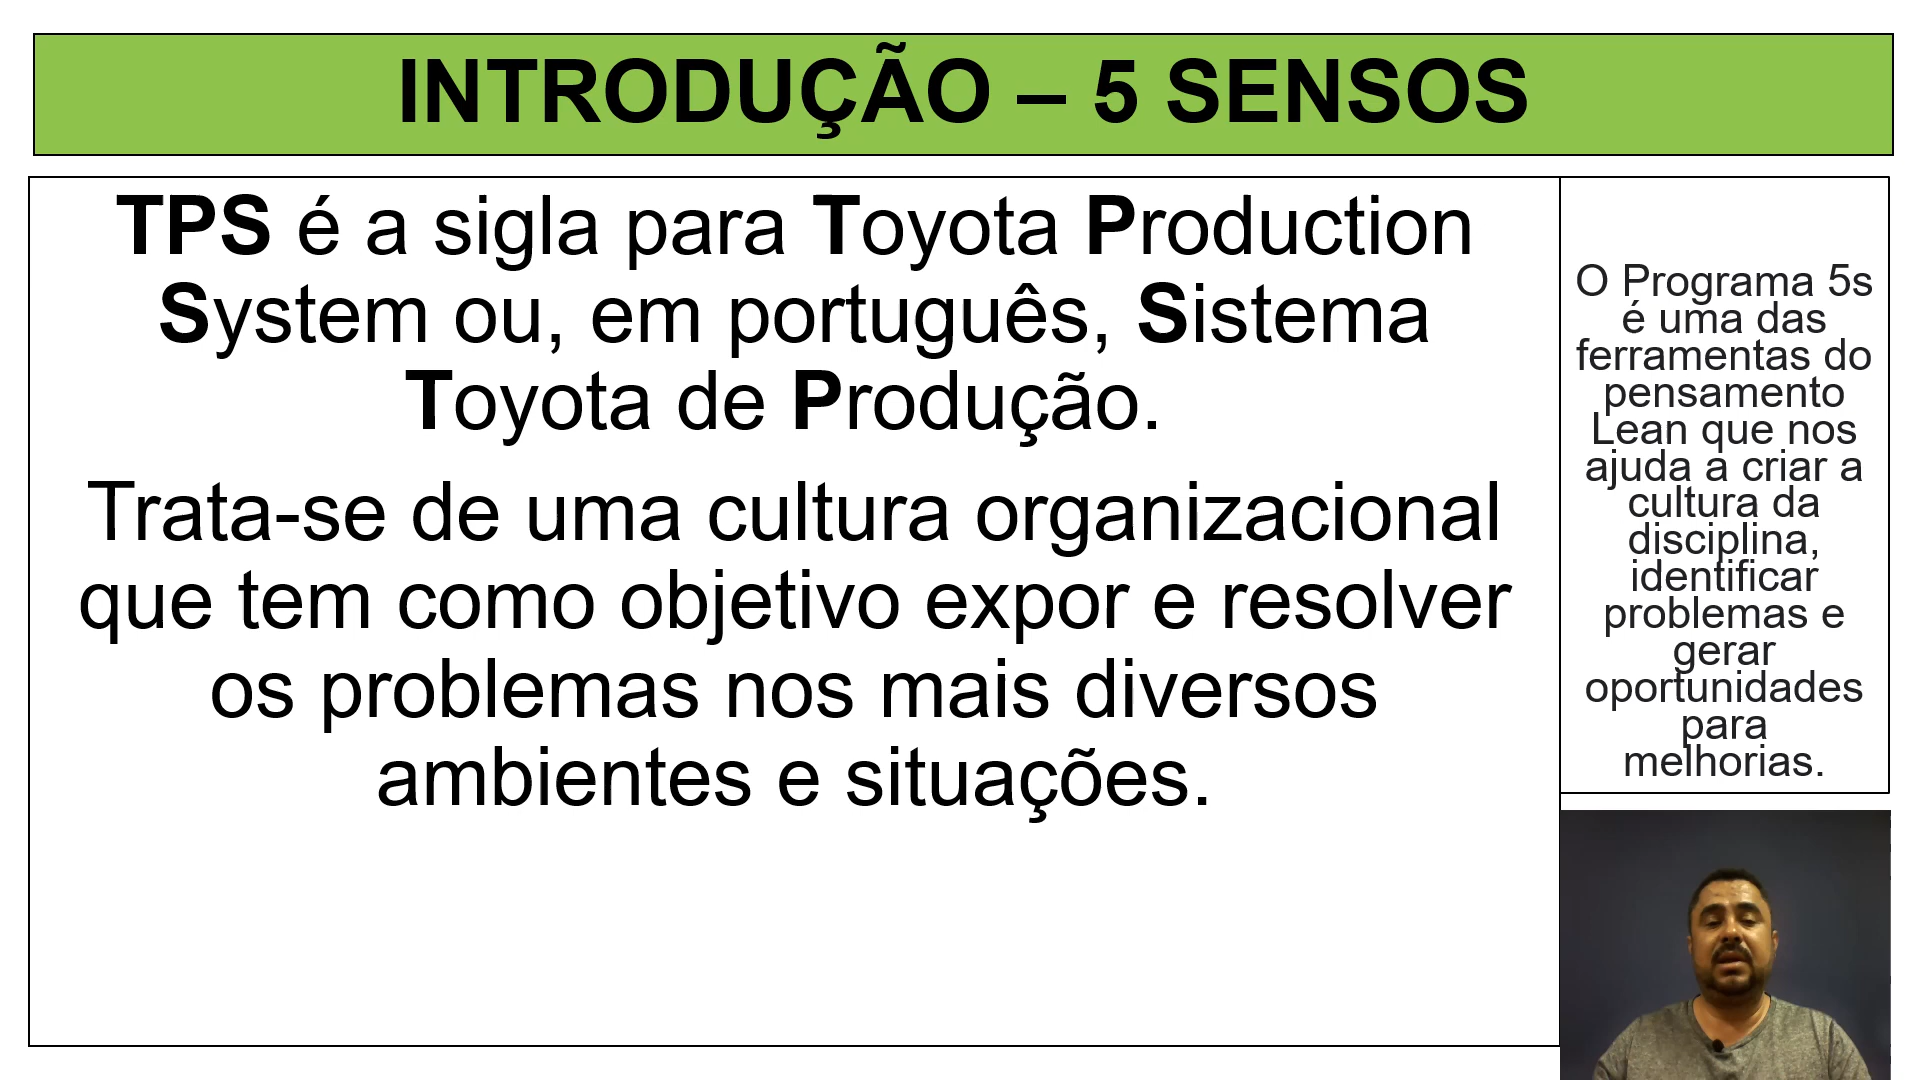 INTRODUÇÃO – 5 SENSOS
TPS é a sigla para Toyota Production
System ou, em português, Sistema
Toyota de Produção.
Trata-se de uma cultura organizacional
que tem como objetivo expor e resolver
os problemas nos mais diversos
ambientes e situações.
O Programa 5s
é uma das
ferramentas do
pensamento
Lean que nos
ajuda a criar a
cultura da
disciplina,
identificar
problemas e
gerar
oportunidades
para
melhorias.